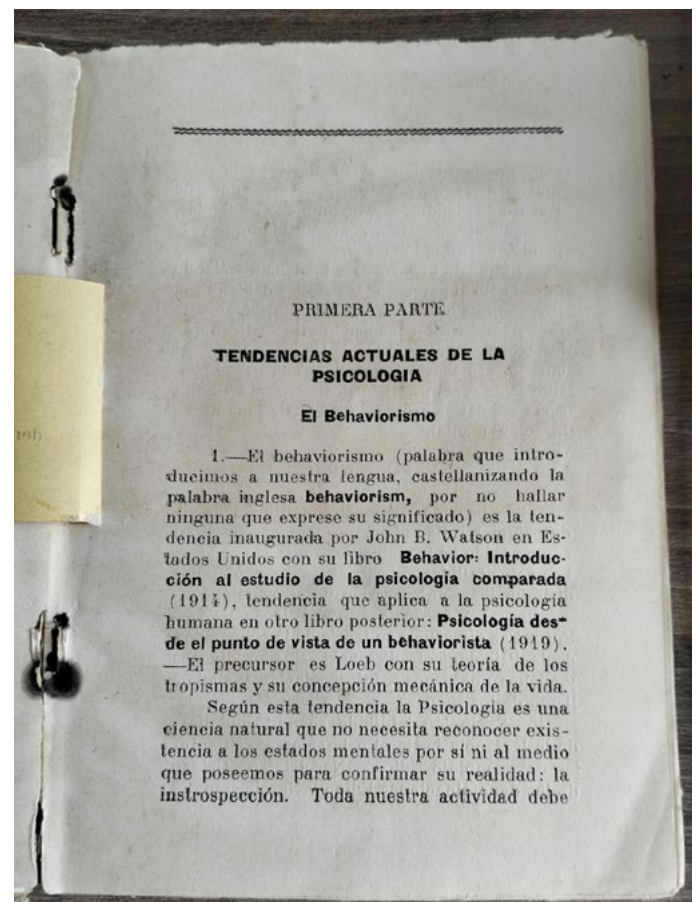 PRIMERA PARTE
TENDENCIAS ACTUALES DE LA
PSICOLOGIA
El Behaviorismo
1.—El behaviorismo (palabra que intro-
ducimos a nuestra lengua, castellanizando la
palabra inglesa behaviorism, por no hallar
ninguna que exprese su significado) es la ten-
dencia inaugurada por John B. Watson en Es-
tados Unidos con su libro Behavior: Introduc-
ción al estudio de la psicología comparada
(1914), tendencia que aplica a la psicología
humana en otro libro posterior: Psicología des-
de el punto de vista de un behaviorista (1919).
—El precursor es Loeb con su teoría de los
tropismas y su concepción mecánica de la vida.
Según esta tendencia la Psicología es una
ciencia natural que no necesita reconocer exis-
tencia a los estados mentales por sí ni al medio
que poseemos para confirmar su realidad: la
instrospección. Toda nuestra actividad debe